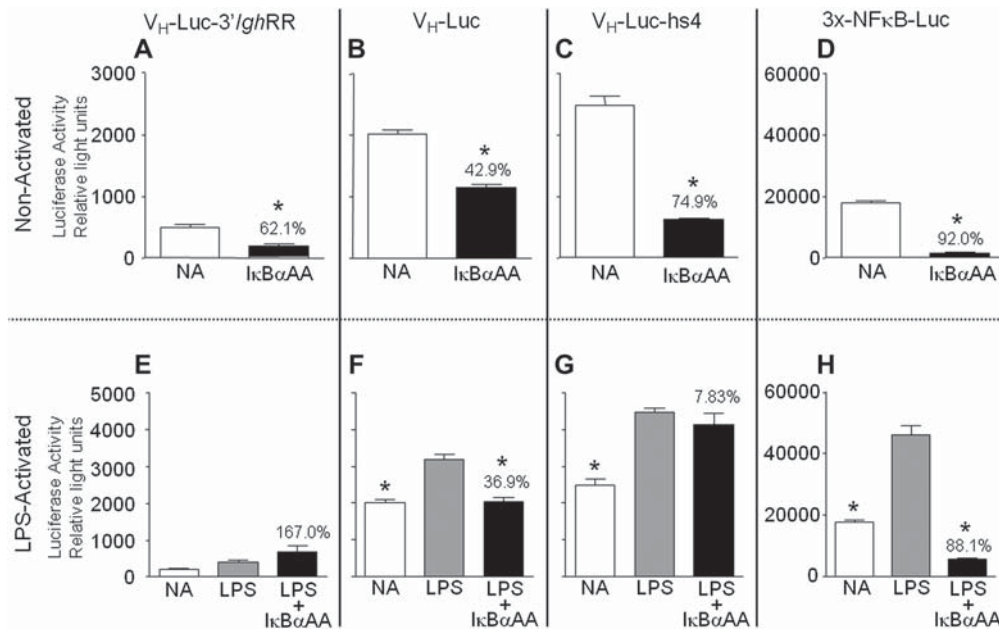 V_H-Luc-3'IghRR
V_H-Luc
V_H-Luc-hs4
3x-NFκB-Luc
A
B
C
D
Non-Activated
Luciferase Activity
Relative light units
3000
2000
1000
0
*
62.1%
NA
IκBαAA
*
42.9%
NA
IκBαAA
*
74.9%
NA
IκBαAA
60000
40000
20000
0
*
92.0%
NA
IκBαAA
E
F
G
H
LPS-Activated
Luciferase Activity
Relative light units
5000
4000
3000
2000
1000
0
167.0%
NA
LPS
LPS
+
IκBαAA
*
*
36.9%
NA
LPS
LPS
+
IκBαAA
*
7.83%
NA
LPS
LPS
+
IκBαAA
60000
40000
20000
0
*
*
88.1%
NA
LPS
LPS
+
IκBαAA